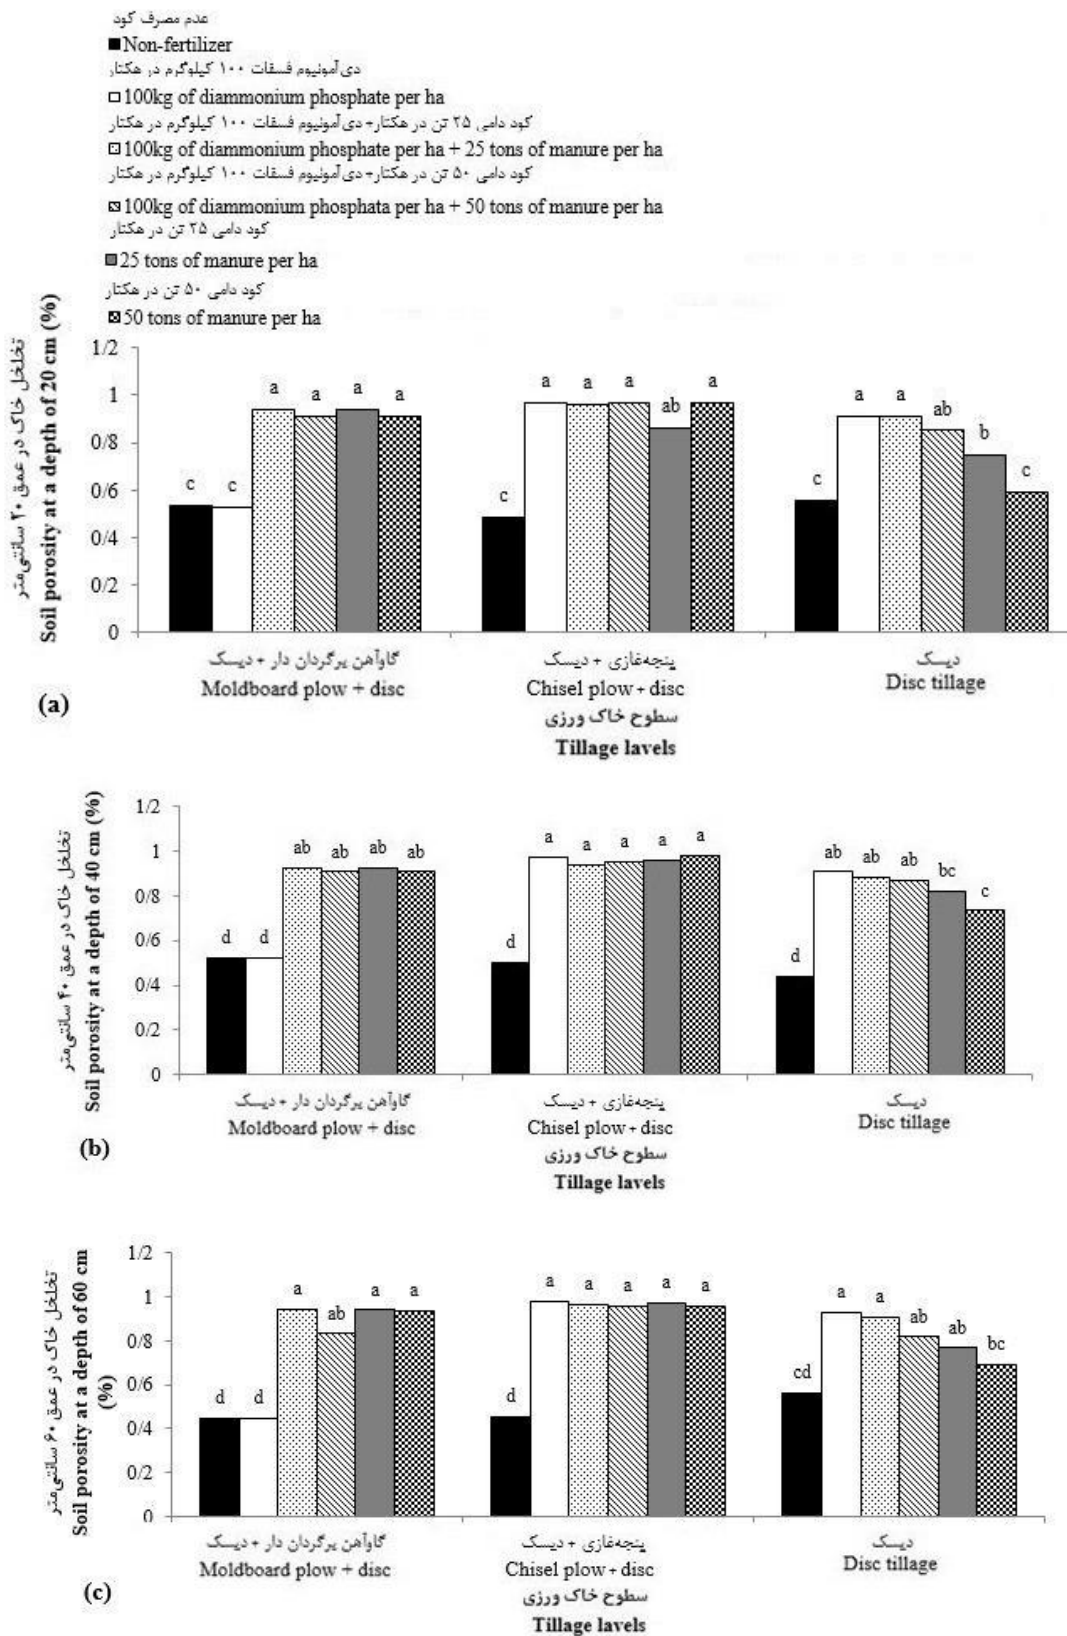 عدم مصرف کود
Non-fertilizer
دی آمونیوم فسقات ۱۰۰ کیلوگرم در هکتار
100kg of diammonium phosphate per ha
کود دامی ۲۵ تن در هکتار+ دی آمونیوم فسقات ۱۰۰ کیلوگرم در هکتار
100kg of diammonium phosphate per ha + 25 tons of manure per ha
کود دامی ۵۰ تن در هکتار+ دی آمونیوم فسقات ۱۰۰ کیلوگرم در هکتار
100kg of diammonium phosphata per ha + 50 tons of manure per ha
کود دامی ۲۵ تن در هکتار
25 tons of manure per ha
کود دامی ۵۰ تن در هکتار
50 tons of manure per ha
تخلخل خاک در عمق ۲۰ سانتی‌متر
Soil porosity at a depth of 20 cm (%)
1/2
1
0/8
0/6
0/4
0/2
0
c c a a a a
c a a a ab a
c a a ab b c
گاوآهن برگردان دار + دیسک
Moldboard plow + disc
پنجه‌غازی + دیسک
Chisel plow + disc
دیسک
Disc tillage
سطوح خاک ورزی
Tillage lavels
(a)
تخلخل خاک در عمق ۴۰ سانتی‌متر
Soil porosity at a depth of 40 cm (%)
1/2
1
0/8
0/6
0/4
0/2
0
d d ab ab ab ab
d a a a a a
d ab ab ab bc c
گاوآهن برگردان دار + دیسک
Moldboard plow + disc
پنجه‌غازی + دیسک
Chisel plow + disc
دیسک
Disc tillage
سطوح خاک ورزی
Tillage lavels
(b)
تخلخل خاک در عمق ۶۰ سانتی‌متر
Soil porosity at a depth of 60 cm
(%)
1/2
1
0/8
0/6
0/4
0/2
0
d d a ab a a
d a a a a a
cd a a ab ab bc
گاوآهن برگردان دار + دیسک
Moldboard plow + disc
پنجه‌غازی + دیسک
Chisel plow + disc
دیسک
Disc tillage
سطوح خاک ورزی
Tillage lavels
(c)